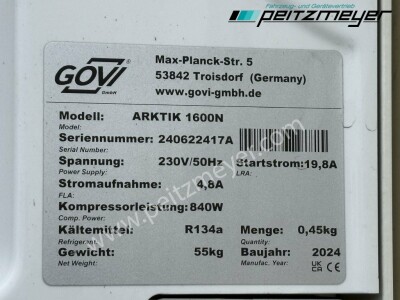 Fahrzeug- und Gerätevertrieb
peitzmeyer
GOVI
GmbH
Max-Planck-Str. 5
53842 Troisdorf (Germany)
www.govi-gmbh.de
Modell: ARKTIK 1600N
Model:
Seriennummer: 240622417A
Serial Number:
Spannung: 230V/50Hz Startstrom: 19,8A
Power Supply: LRA:
Stromaufnahme: 4,8A
FLA:
Kompressorleistung: 840W
Comp. Power:
Kältemittel: R134a Menge: 0,45kg
Refrigerant Quantity:
Gewicht: 55kg Baujahr: 2024
Net Weight: Manufac. Year: UK CA CE
www.peitzmeyer.com